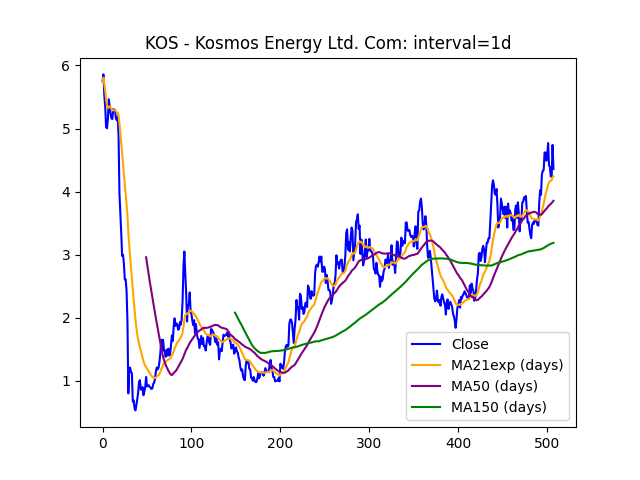 KOS - Kosmos Energy Ltd. Com: interval=1d
6
5
4
3
2
1
0
100
200
300
400
500
Close
MA21exp (days)
MA50 (days)
MA150 (days)